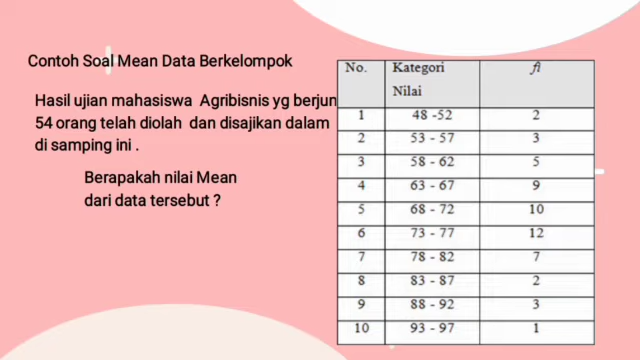 Contoh Soal Mean Data Berkelompok
Hasil ujian mahasiswa Agribisnis yg berjum
54 orang telah diolah dan disajikan dalam
di samping ini .
Berapakah nilai Mean
dari data tersebut ?
No. Kategori Nilai fi
1 48 -52 2
2 53 - 57 3
3 58 - 62 5
4 63 - 67 9
5 68 - 72 10
6 73 - 77 12
7 78 - 82 7
8 83 - 87 2
9 88 - 92 3
10 93 - 97 1